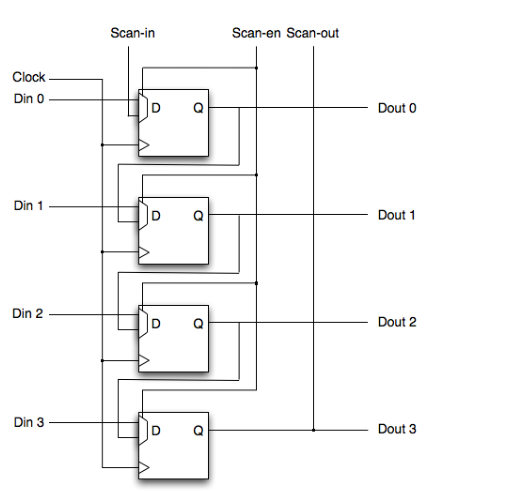 Scan-in Scan-en Scan-out
Clock
Din 0 D Q Dout 0
Din 1 D Q Dout 1
Din 2 D Q Dout 2
Din 3 D Q Dout 3